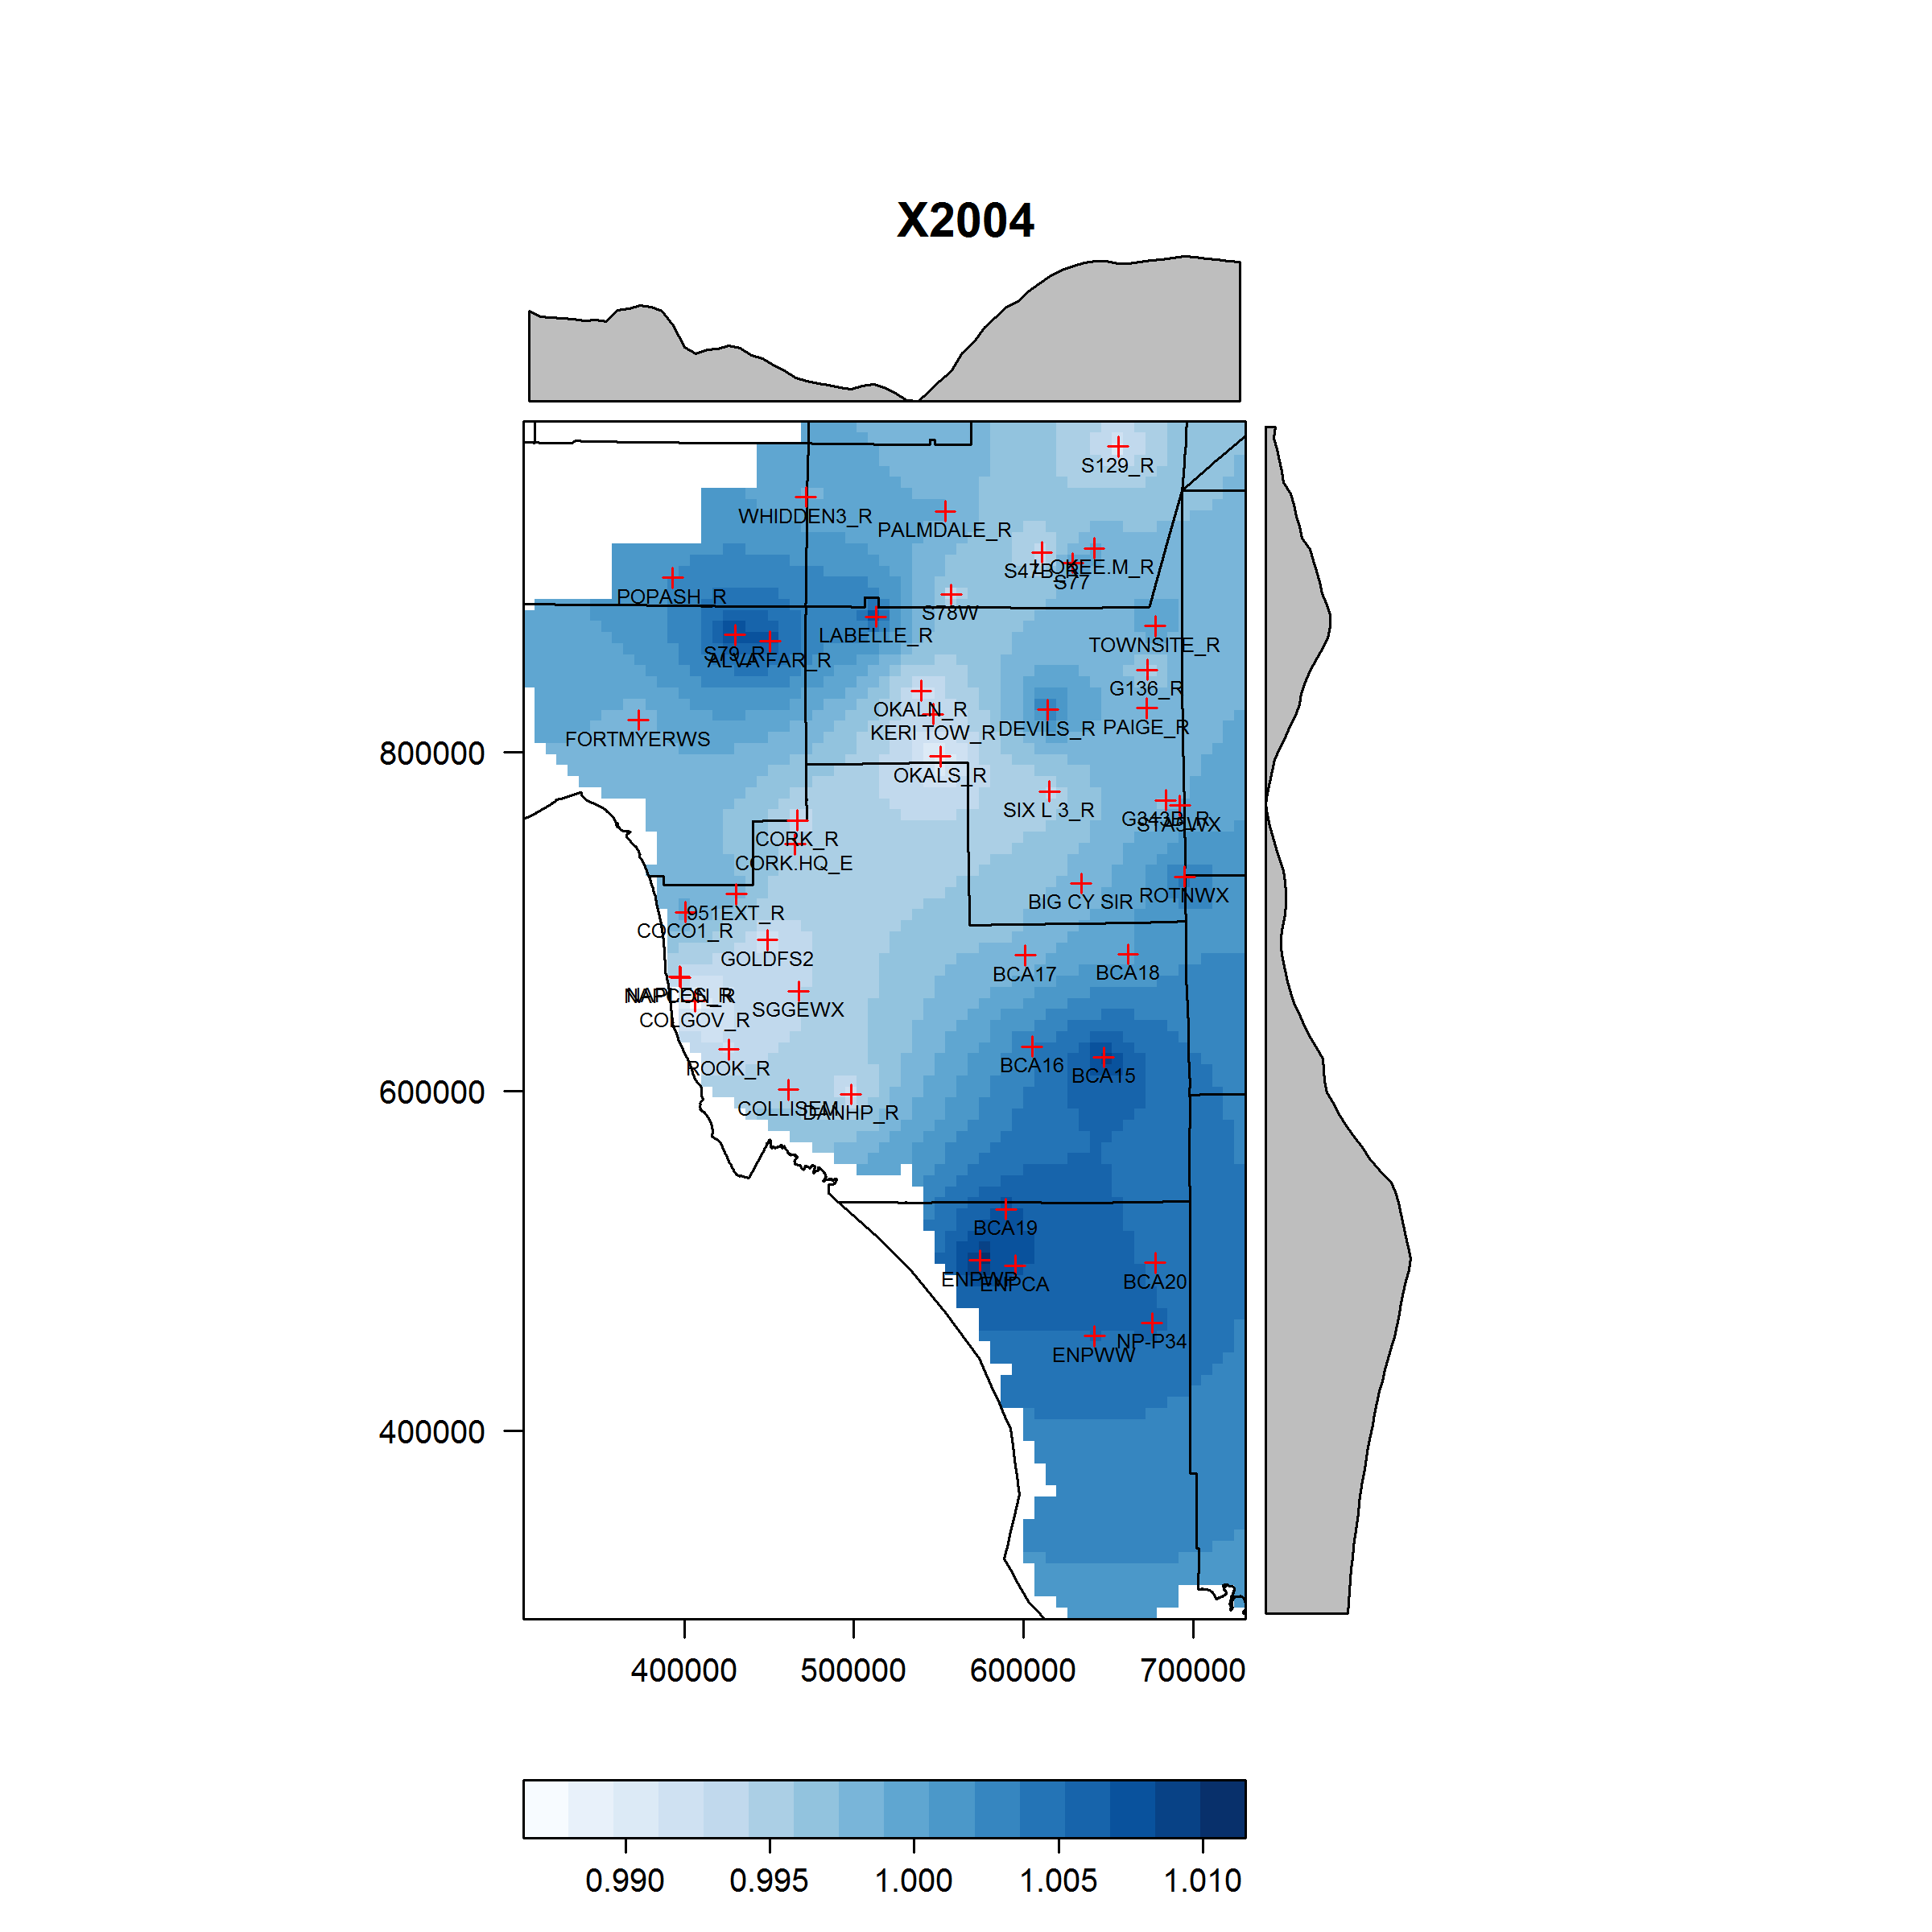 X2004
S129_R
WHIDDEN3_R
PALMDALE_R
S47B_R
L OKEE.M_R
S77
POPASH_R
S78W
LABELLE_R
TOWNSITE_R
S79_R
ALVA FAR_R
G136_R
OKALN_R
DEVILS_R
PAIGE_R
KERI TOW_R
FORTMYERWS
800000
OKALS_R
SIX L 3_R
G343B_R
STA5WX
CORK_R
CORK.HQ_E
ROTNWX
BIG CY SIR
951EXT_R
COCO1_R
GOLDFS2
BCA17
BCA18
NAPLES_R
NAPCON_R
SGGEWX
COLGOV_R
BCA16
ROOK_R
BCA15
600000
COLLISEM
DANHP_R
BCA19
ENPWP
ENPCA
BCA20
NP-P34
ENPWW
400000
400000 500000 600000 700000
0.990 0.995 1.000 1.005 1.010